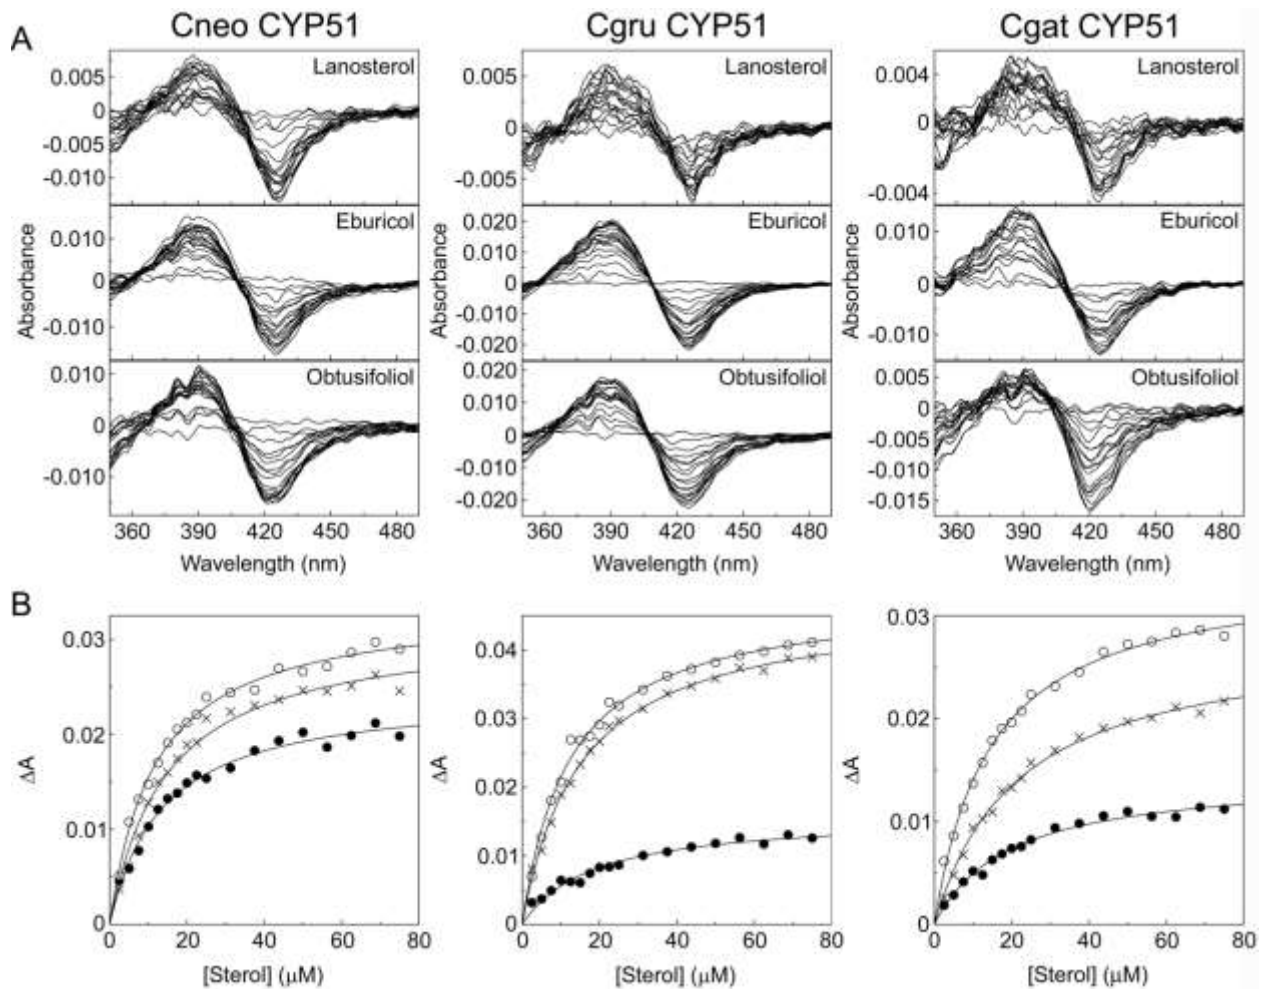 A
Cneo CYP51
Cgru CYP51
Cgat CYP51
Absorbance
0.005
0
-0.005
-0.010
Lanosterol
0.010
0
-0.010
Eburicol
0.010
0
-0.010
Obtusifoliol
360 390 420 450 480
Wavelength (nm)
Absorbance
0.005
0
-0.005
Lanosterol
0.020
0.010
0
-0.010
-0.020
Eburicol
0.020
0.010
0
-0.010
-0.020
Obtusifoliol
360 390 420 450 480
Wavelength (nm)
Absorbance
0.004
0
-0.004
Lanosterol
0.010
0
-0.010
Eburicol
0.005
0
-0.005
-0.010
-0.015
Obtusifoliol
360 390 420 450 480
Wavelength (nm)
B
ΔA
0.03
0.02
0.01
0
0 20 40 60 80
[Sterol] (μM)
ΔA
0.04
0.03
0.02
0.01
0
0 20 40 60 80
[Sterol] (μM)
ΔA
0.03
0.02
0.01
0
0 20 40 60 80
[Sterol] (μM)